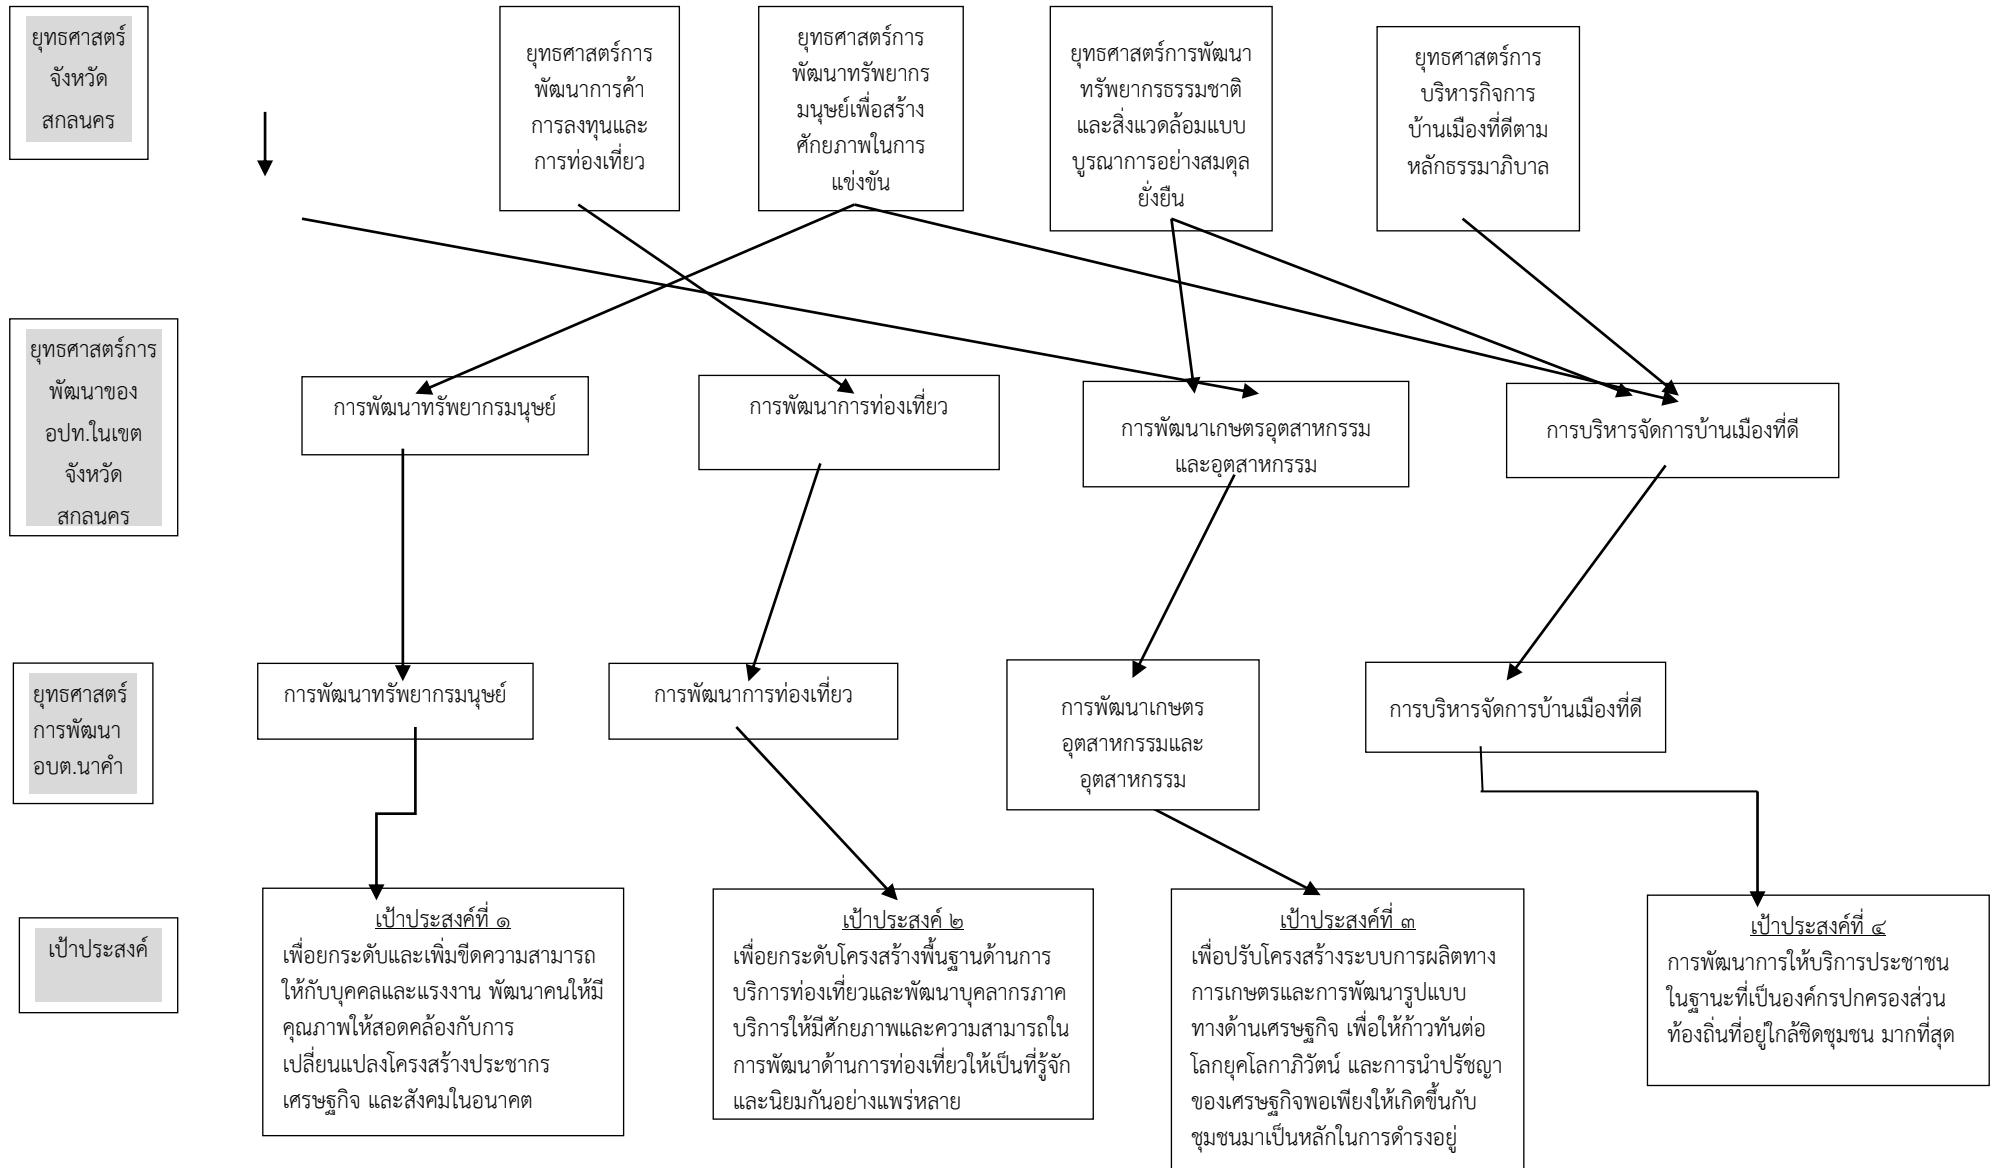 ยุทธศาสตร์
จังหวัด
สกลนคร
ยุทธศาสตร์การ
พัฒนาการค้า
การลงทุนและ
การท่องเที่ยว
ยุทธศาสตร์การ
พัฒนาทรัพยากร
มนุษย์เพื่อสร้าง
ศักยภาพในการ
แข่งขัน
ยุทธศาสตร์การพัฒนา
ทรัพยากรธรรมชาติ
และสิ่งแวดล้อมแบบ
บูรณาการอย่างสมดุล
ยั่งยืน
ยุทธศาสตร์การ
บริหารกิจการ
บ้านเมืองที่ดีตาม
หลักธรรมาภิบาล
ยุทธศาสตร์การ
พัฒนาของ
อปท.ในเขต
จังหวัด
สกลนคร
การพัฒนาทรัพยากรมนุษย์
การพัฒนาการท่องเที่ยว
การพัฒนาเกษตรอุตสาหกรรม
และอุตสาหกรรม
การบริหารจัดการบ้านเมืองที่ดี
ยุทธศาสตร์
การพัฒนา
อบต.นาคำ
การพัฒนาทรัพยากรมนุษย์
การพัฒนาการท่องเที่ยว
การพัฒนาเกษตร
อุตสาหกรรมและ
อุตสาหกรรม
การบริหารจัดการบ้านเมืองที่ดี
เป้าประสงค์
เป้าประสงค์ที่ ๑
เพื่อยกระดับและเพิ่มขีดความสามารถ
ให้กับบุคคลและแรงงาน พัฒนาคนให้มี
คุณภาพให้สอดคล้องกับการ
เปลี่ยนแปลงโครงสร้างประชากร
เศรษฐกิจ และสังคมในอนาคต
เป้าประสงค์ ๒
เพื่อยกระดับโครงสร้างพื้นฐานด้านการ
บริการท่องเที่ยวและพัฒนาบุคลากรภาค
บริการให้มีศักยภาพและความสามารถใน
การพัฒนาด้านการท่องเที่ยวให้เป็นที่รู้จัก
และนิยมกันอย่างแพร่หลาย
เป้าประสงค์ที่ ๓
เพื่อปรับโครงสร้างระบบการผลิตทาง
การเกษตรและการพัฒนารูปแบบ
ทางด้านเศรษฐกิจ เพื่อให้ก้าวทันต่อ
โลกยุคโลกาภิวัตน์ และการนำปรัชญา
ของเศรษฐกิจพอเพียงให้เกิดขึ้นกับ
ชุมชนมาเป็นหลักในการดำรงอยู่
เป้าประสงค์ที่ ๔
การพัฒนาการให้บริการประชาชน
ในฐานะที่เป็นองค์กรปกครองส่วน
ท้องถิ่นที่อยู่ใกล้ชิดชุมชน มากที่สุด